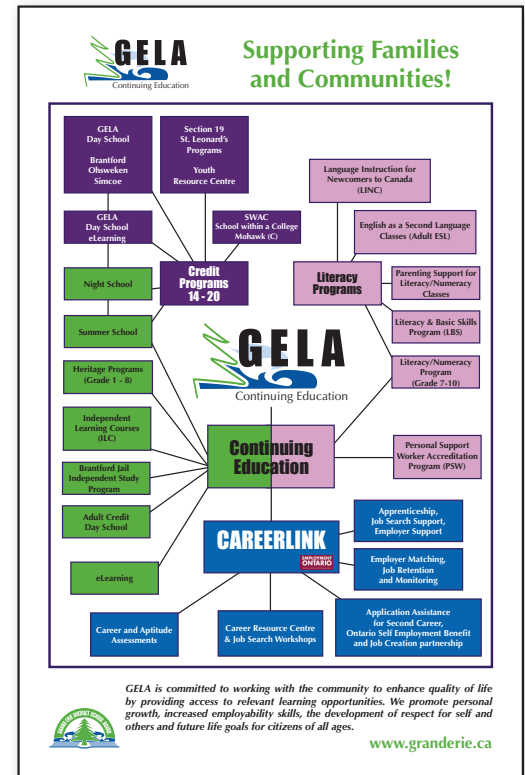 GELA
Continuing Education
Supporting Families
and Communities!
GELA
Day School
Brantford
Ohsweken
Simcoe
Section 19
St. Leonard's
Programs
Youth
Resource Centre
Language Instruction for
Newcomers to Canada
(LINC)
GELA
Day School
eLearning
SWAC
School within a College
Mohawk (C)
English as a Second Language
Classes (Adult ESL)
Night School
Credit
Programs
14 - 20
Literacy
Programs
Parenting Support for
Literacy/Numeracy
Classes
Summer School
Literacy & Basic Skills
Program (LBS)
GELA
Continuing Education
Heritage Programs
(Grade 1 - 8)
Literacy/Numeracy
Program
(Grade 7-10)
Independent
Learning Courses
(ILC)
Continuing
Education
Personal Support
Worker Accreditation
Program (PSW)
Brantford Jail
Independent Study
Program
Adult Credit
Day School
CAREERLINK
EMPLOYMENT
ONTARIO
Apprenticeship,
Job Search Support,
Employer Support
eLearning
Employer Matching,
Job Retention
and Monitoring
Career and Aptitude
Assessments
Career Resource Centre
& Job Search Workshops
Application Assistance
for Second Career,
Ontario Self Employment Benefit
and Job Creation partnership
GELA is committed to working with the community to enhance quality of life
by providing access to relevant learning opportunities. We promote personal
growth, increased employability skills, the development of respect for self and
others and future life goals for citizens of all ages.
GRAND ERIE DISTRICT SCHOOL BOARD
www.granderie.ca